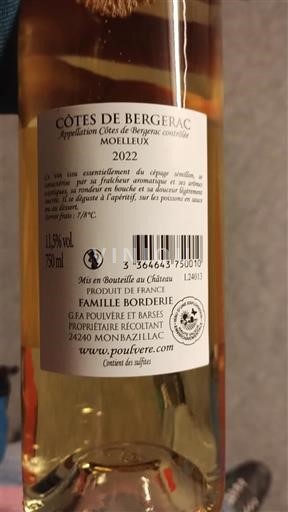 CÔTES DE BERGERAC
Appellation Côtes de Bergerac contrôlée
MOELLEUX
2022
Ce vin issu essentiellement du cépage sémillon, se
caractérise par sa fraîcheur aromatique et ses arômes
exotiques, sa rondeur en bouche et sa douceur légèrement
sucrée. Il se déguste à l'apéritif, sur les poissons en sauce
ou au dessert.
Servir frais : 7/8°C.
11,5% vol.
750 ml
3 364643 750010
Mis en Bouteille au Château
L24013
PRODUIT DE FRANCE
FAMILLE BORDERIE
G.F.A POULVÈRE ET BARSES
PROPRIÉTAIRE RÉCOLTANT
24240 MONBAZILLAC
www.poulvere.com
Contient des sulfites